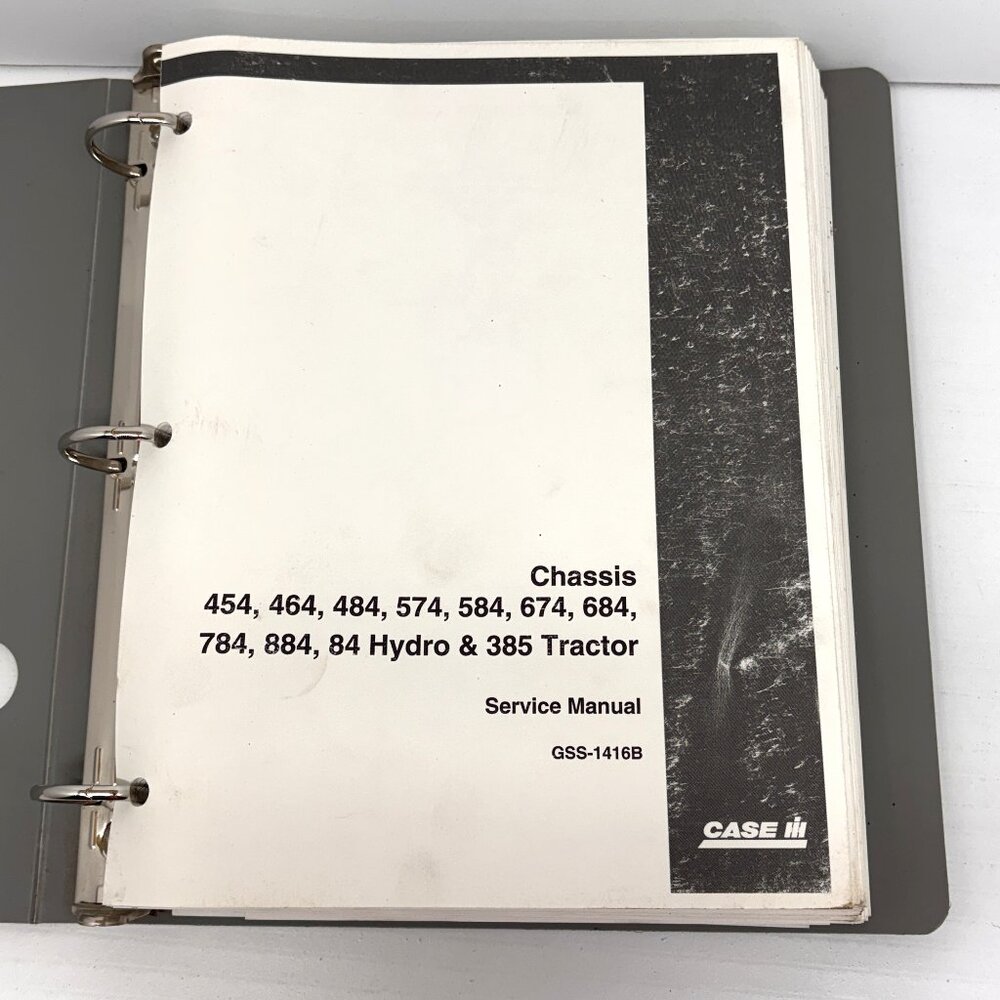 Chassis
454, 464, 484, 574, 584, 674, 684,
784, 884, 84 Hydro & 385 Tractor
Service Manual
GSS-1416B
CASE IH